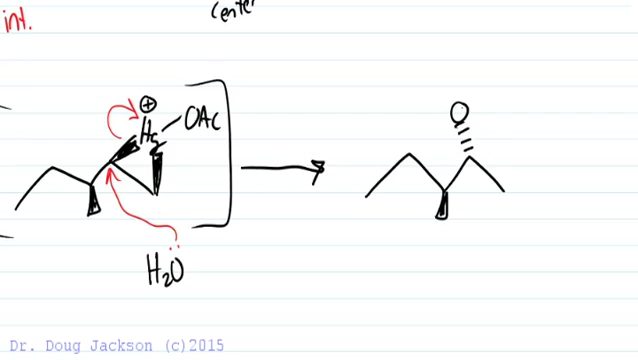 int.
center
⊕
Hg
OAc
O
H₂O
Dr. Doug Jackson (c)2015